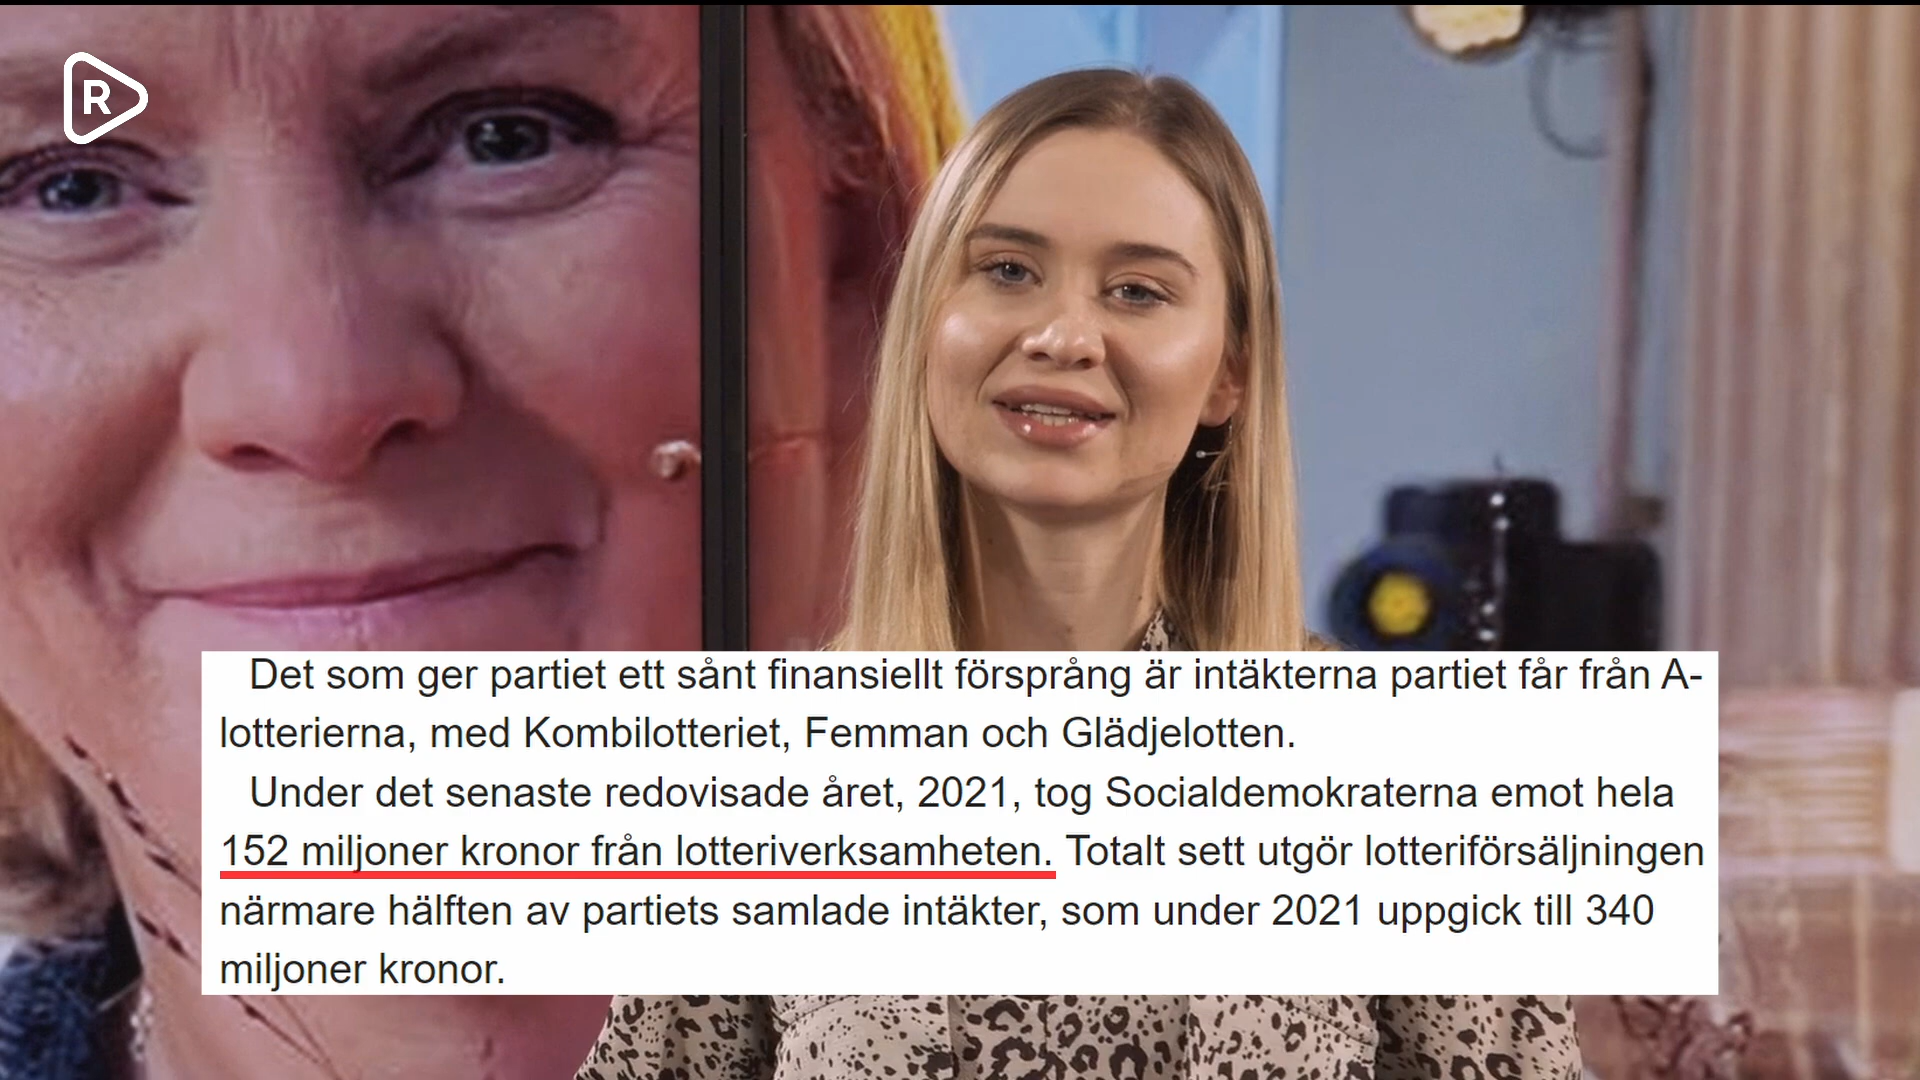 R
Det som ger partiet ett sånt finansiellt försprång är intäkterna partiet får från A-
lotterierna, med Kombilotteriet, Femman och Glädjelotten.
Under det senaste redovisade året, 2021, tog Socialdemokraterna emot hela
152 miljoner kronor från lotteriverksamheten. Totalt sett utgör lotteriförsäljningen
närmare hälften av partiets samlade intäkter, som under 2021 uppgick till 340
miljoner kronor.